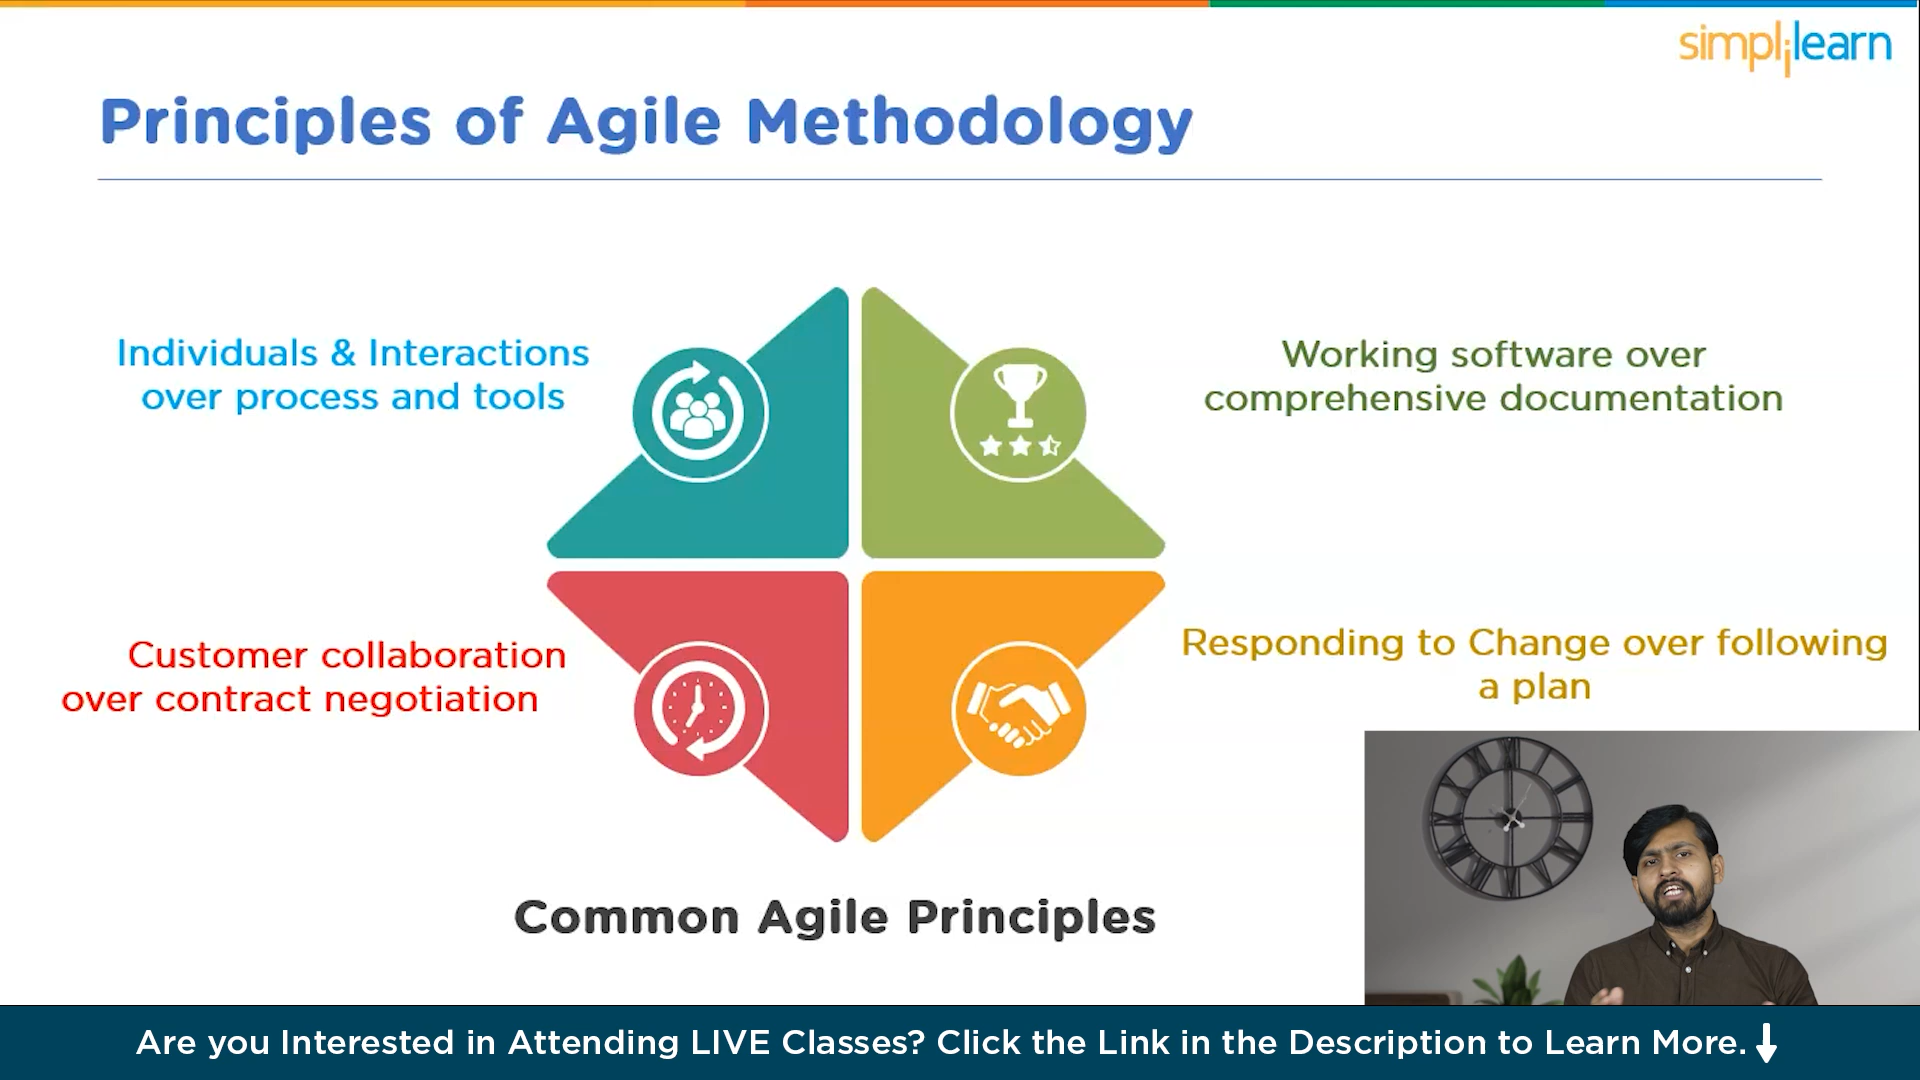 simplilearn
Principles of Agile Methodology
Individuals & Interactions
over process and tools
Working software over
comprehensive documentation
Customer collaboration
over contract negotiation
Responding to Change over following
a plan
Common Agile Principles
Are you Interested in Attending LIVE Classes? Click the Link in the Description to Learn More.